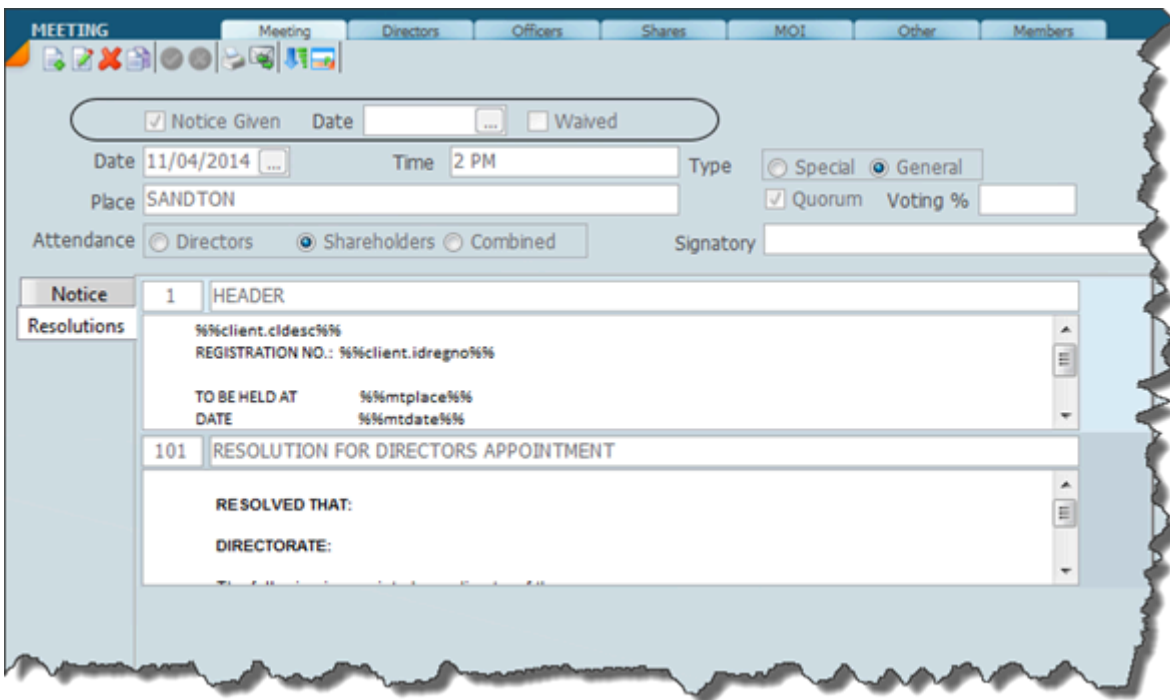 MEETING Meeting Directors Officers Shares MOI Other Members
Notice Given Date ... Waived
Date 11/04/2014 ... Time 2 PM Type Special General
Place SANDTON Quorum Voting %
Attendance Directors Shareholders Combined Signatory
Notice 1 HEADER
Resolutions
%%client.cldesc%%
REGISTRATION NO.: %%client.idregno%%
TO BE HELD AT %%mtplace%%
DATE %%mtdate%%
101 RESOLUTION FOR DIRECTORS APPOINTMENT
RESOLVED THAT:
DIRECTORATE: